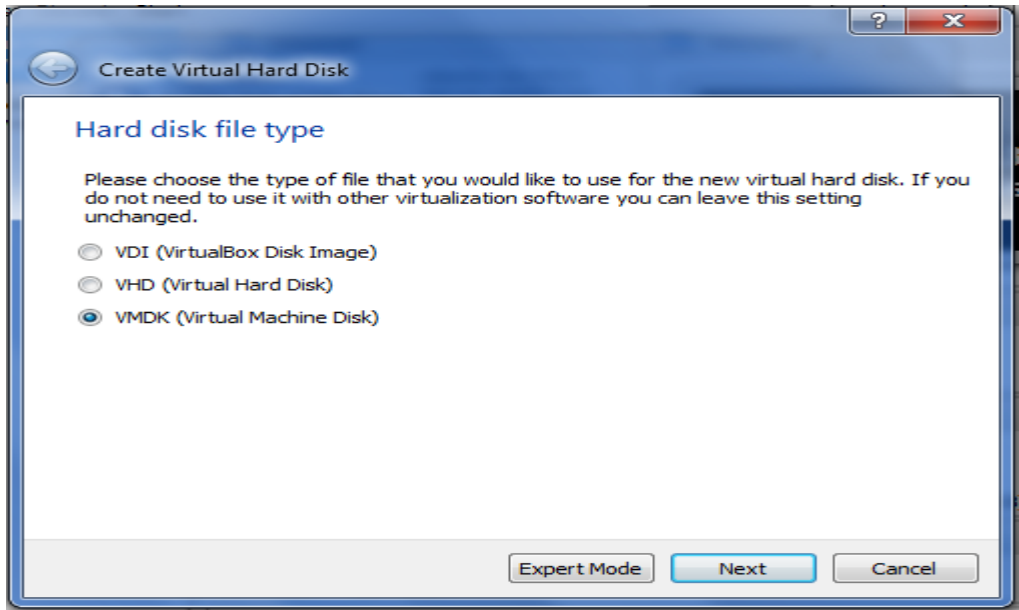 ?
Create Virtual Hard Disk
Hard disk file type
Please choose the type of file that you would like to use for the new virtual hard disk. If you
do not need to use it with other virtualization software you can leave this setting
unchanged.
VDI (VirtualBox Disk Image)
VHD (Virtual Hard Disk)
VMDK (Virtual Machine Disk)
Expert Mode Next Cancel